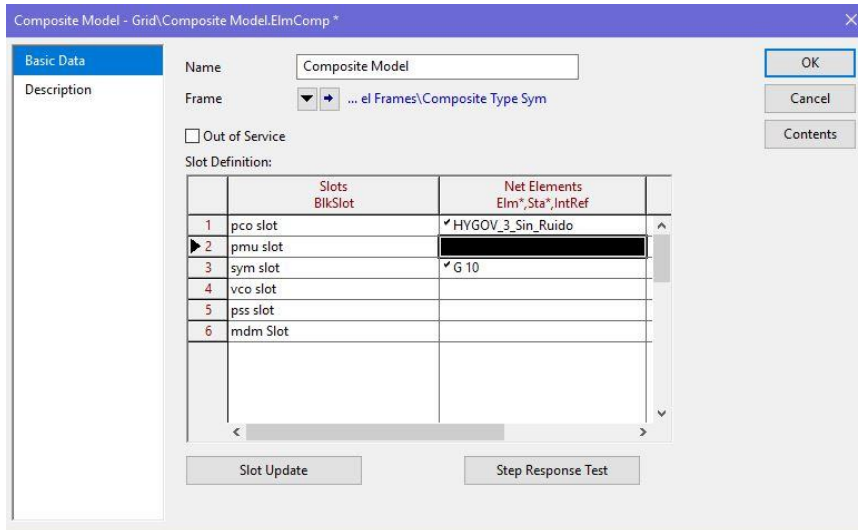 Composite Model - Grid\Composite Model.ElmComp *
Basic Data
Description
Name Composite Model
Frame ... el Frames\Composite Type Sym
Out of Service
Slot Definition:
Slots Net Elements
BlkSlot Elm*,Sta*,IntRef
1 pco slot HYGOV_3_Sin_Ruido
2 pmu slot
3 sym slot G 10
4 vco slot
5 pss slot
6 mdm Slot
Slot Update Step Response Test
OK
Cancel
Contents